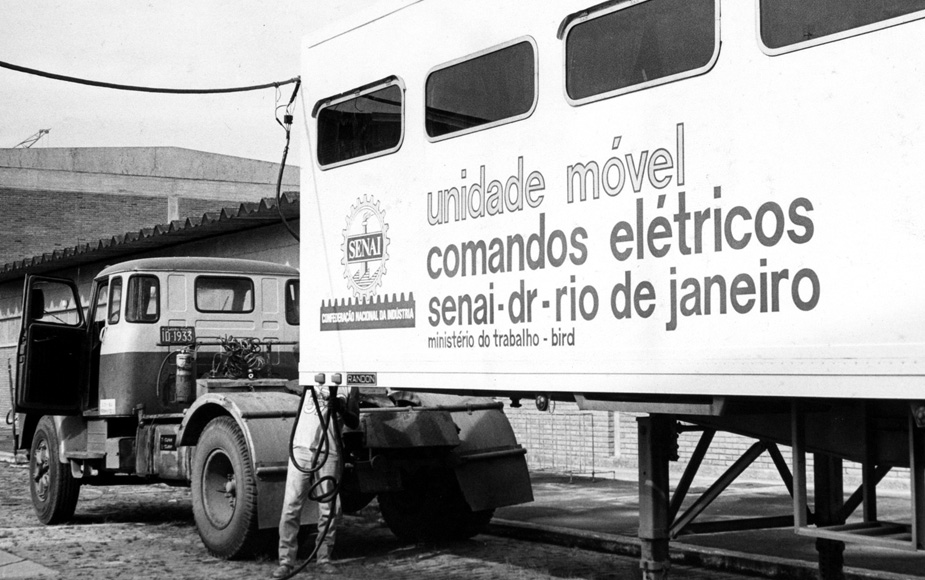 unidade móvel
comandos elétricos
senai-dr-rio de janeiro
ministério do trabalho - bird
SENAI
CONFEDERAÇÃO NACIONAL DA INDÚSTRIA
RANDON